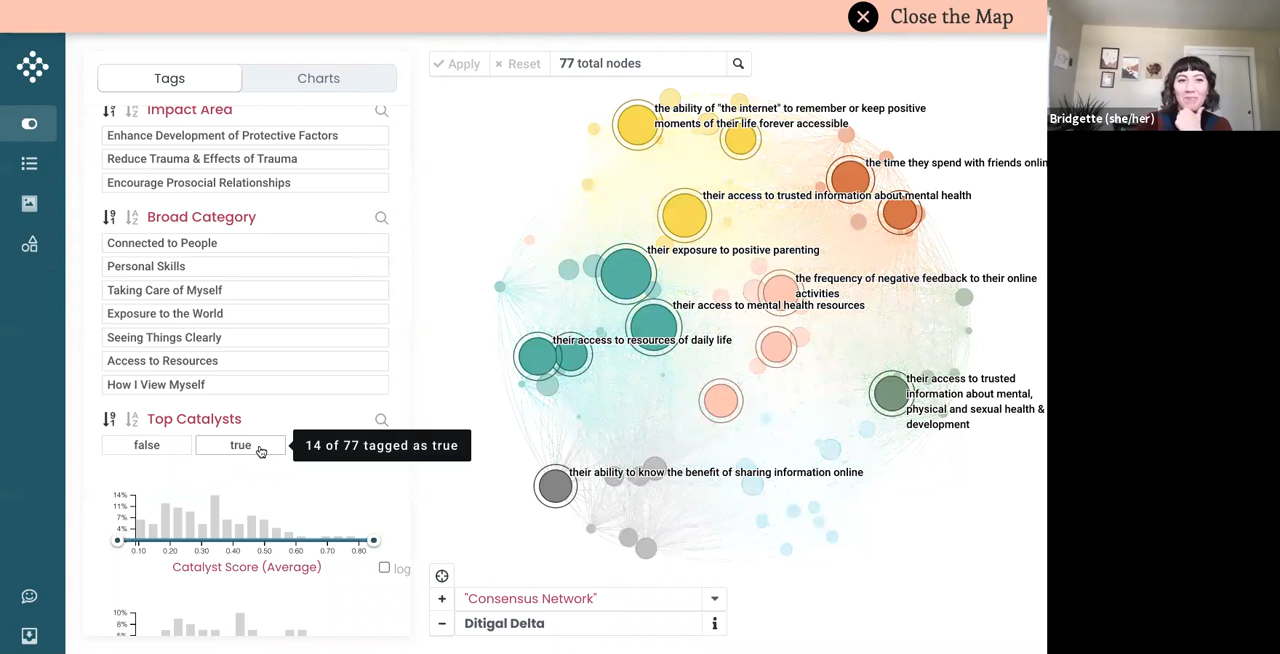 Close the Map
Bridgette (she/her)
Tags
Charts
Apply
Reset
77 total nodes
Impact Area
Enhance Development of Protective Factors
Reduce Trauma & Effects of Trauma
Encourage Prosocial Relationships
Broad Category
Connected to People
Personal Skills
Taking Care of Myself
Exposure to the World
Seeing Things Clearly
Access to Resources
How I View Myself
Top Catalysts
false
true
14 of 77 tagged as true
14%
11%
7%
4%
0.10 0.20 0.30 0.40 0.50 0.60 0.70 0.80
Catalyst Score (Average)
log
10%
8%
5%
the ability of "the internet" to remember or keep positive
moments of their life forever accessible
the time they spend with friends onlin
their access to trusted information about mental health
their exposure to positive parenting
the frequency of negative feedback to their online
activities
their access to mental health resources
their access to resources of daily life
their access to trusted
information about mental,
physical and sexual health &
development
their ability to know the benefit of sharing information online
"Consensus Network"
Ditigal Delta